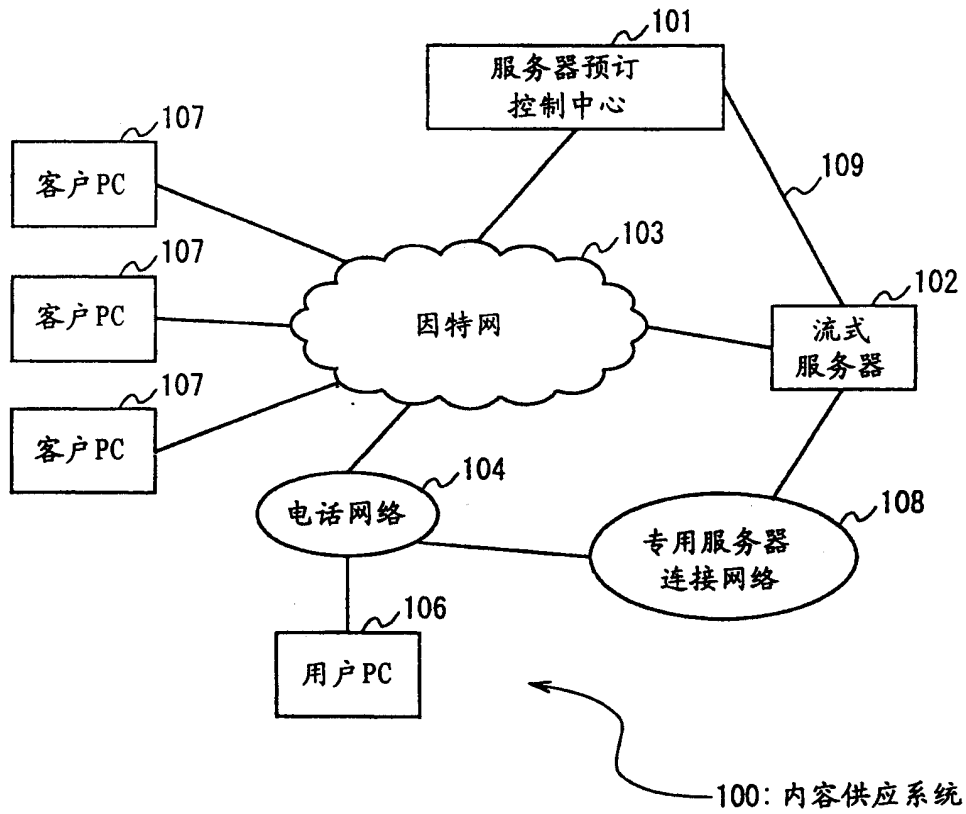 101
服务器预订
控制中心
107
客户PC
109
107
客户PC
103
因特网
102
流式
服务器
107
客户PC
104
电话网络
108
专用服务器
连接网络
106
用户PC
100:内容供应系统